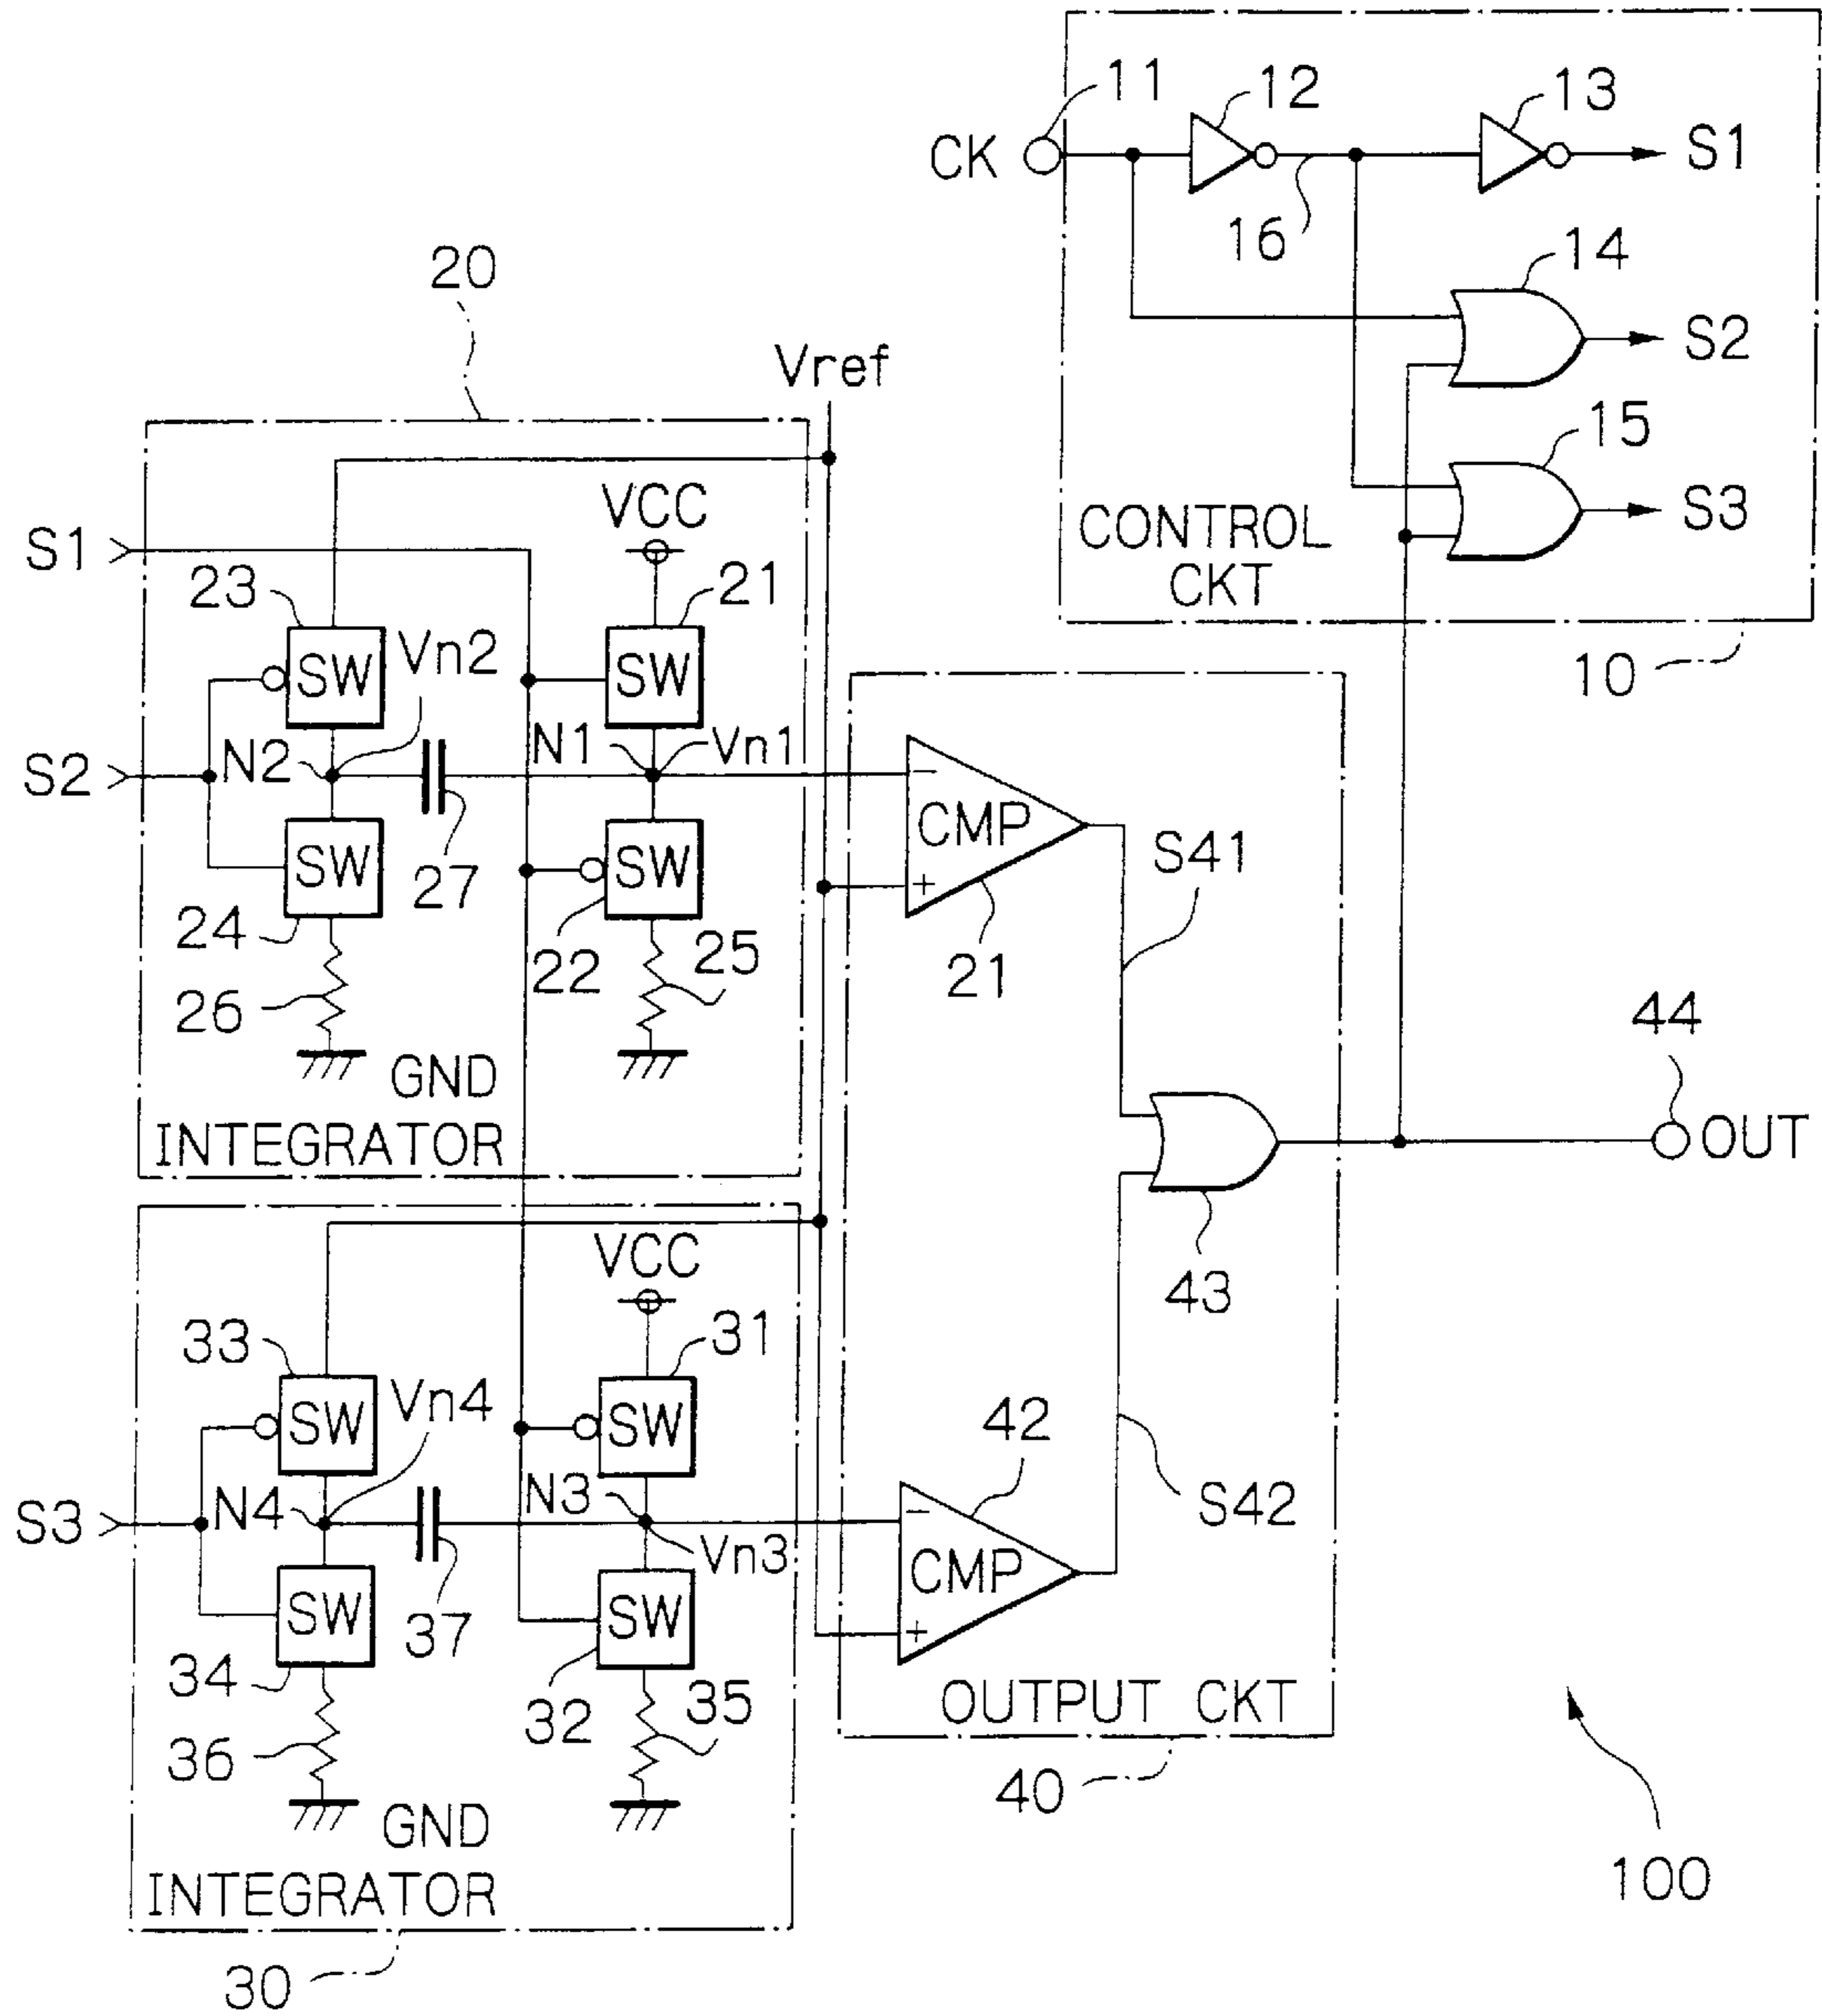 11
12
13
CK
S1
16
14
20
S2
Vref
15
VCC
S3
S1
CONTROL
CKT
23
21
Vn2
SW
SW
10
N1
Vn1
S2
N2
CMP
S41
SW
SW
27
24
22
25
21
26
44
GND
INTEGRATOR
OUT
VCC
43
33
31
Vn4
42
SW
SW
N3
S3
N4
S42
Vn3
CMP
SW
SW
37
34
32
35
OUTPUT CKT
36
40
GND
INTEGRATOR
100
30